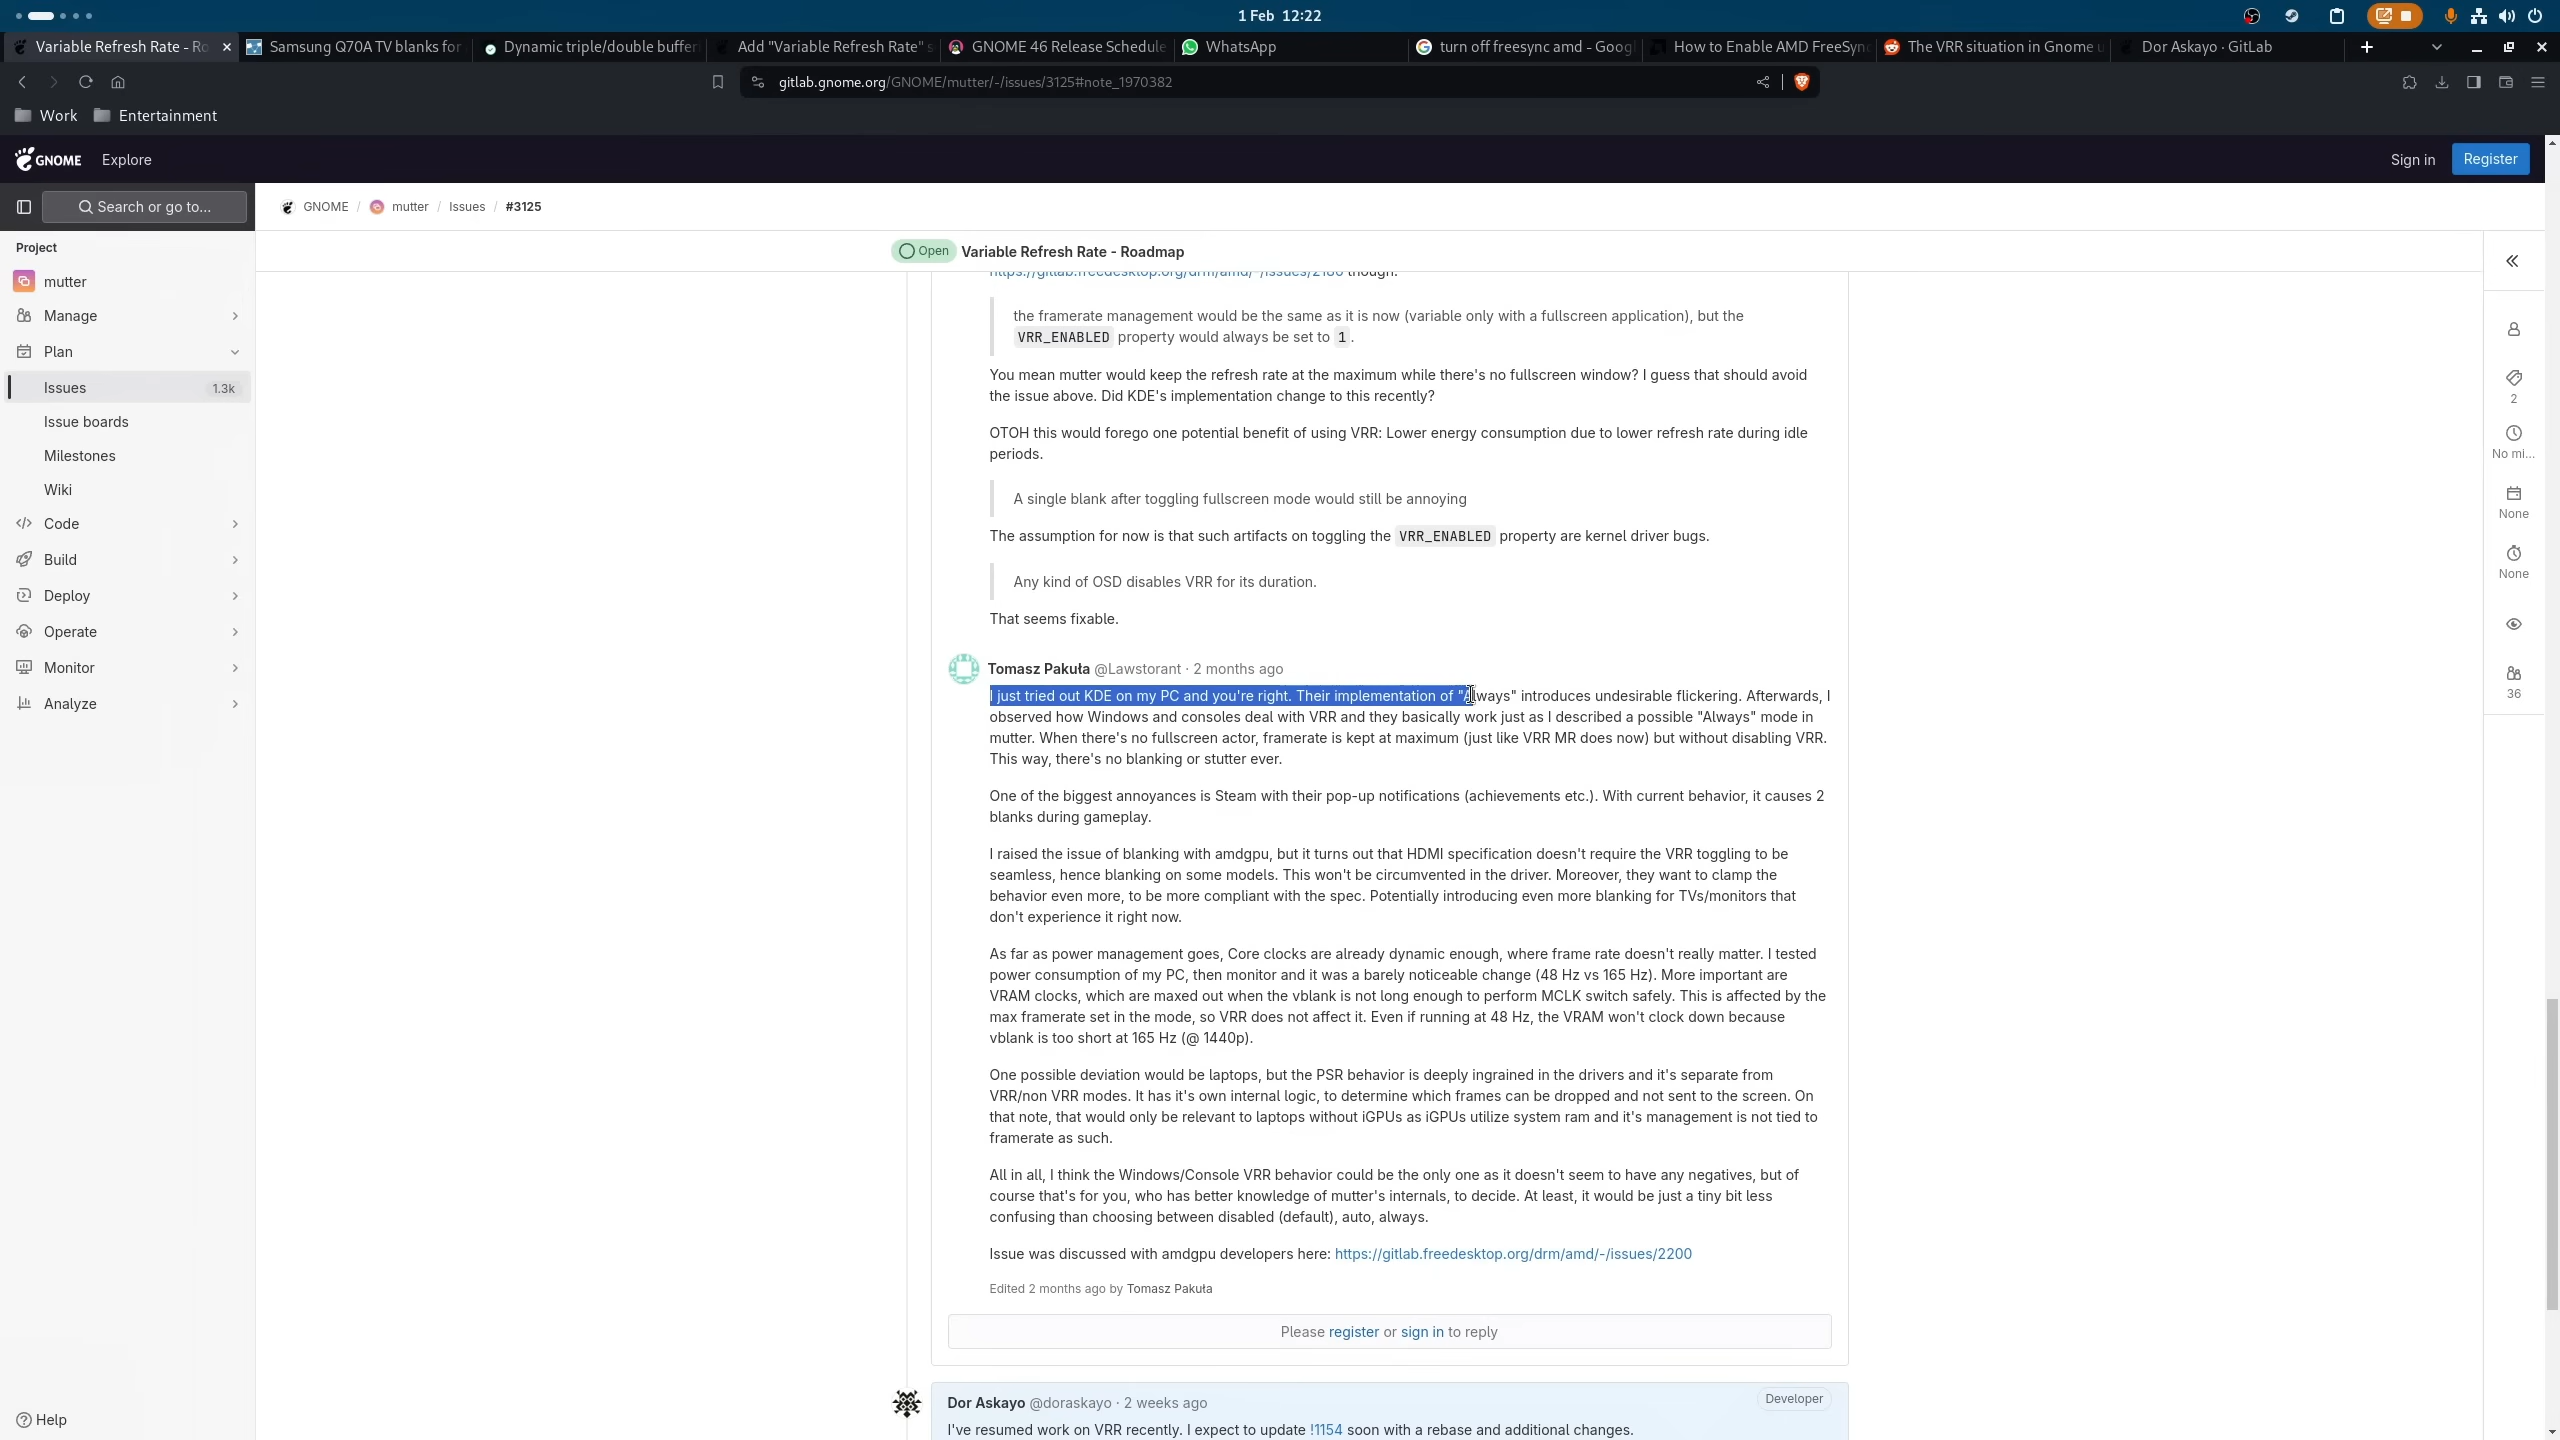 1 Feb 12:22
Variable Refresh Rate - Ro
Samsung Q70A TV blanks for
Dynamic triple/double buffer
Add "Variable Refresh Rate" s
GNOME 46 Release Schedule
WhatsApp
turn off freesync amd - Goog
How to Enable AMD FreeSyn
The VRR situation in Gnome u
Dor Askayo · GitLab
gitlab.gnome.org/GNOME/mutter/-/issues/3125#note_1970382
Work
Entertainment
GNOME
Explore
Sign in
Register
Search or go to...
GNOME / mutter / Issues / #3125
Project
mutter
Manage
Plan
Issues 1.3k
Issue boards
Milestones
Wiki
Code
Build
Deploy
Operate
Monitor
Analyze
Help
Open Variable Refresh Rate - Roadmap
https://gitlab.freedesktop.org/drm/amd/-/issues/2186 though.
the framerate management would be the same as it is now (variable only with a fullscreen application), but the
VRR_ENABLED property would always be set to 1.
You mean mutter would keep the refresh rate at the maximum while there's no fullscreen window? I guess that should avoid
the issue above. Did KDE's implementation change to this recently?
OTOH this would forego one potential benefit of using VRR: Lower energy consumption due to lower refresh rate during idle
periods.
A single blank after toggling fullscreen mode would still be annoying
The assumption for now is that such artifacts on toggling the VRR_ENABLED property are kernel driver bugs.
Any kind of OSD disables VRR for its duration.
That seems fixable.
Tomasz Pakuła @Lawstorant · 2 months ago
I just tried out KDE on my PC and you're right. Their implementation of "Always" introduces undesirable flickering. Afterwards, I
observed how Windows and consoles deal with VRR and they basically work just as I described a possible "Always" mode in
mutter. When there's no fullscreen actor, framerate is kept at maximum (just like VRR MR does now) but without disabling VRR.
This way, there's no blanking or stutter ever.
One of the biggest annoyances is Steam with their pop-up notifications (achievements etc.). With current behavior, it causes 2
blanks during gameplay.
I raised the issue of blanking with amdgpu, but it turns out that HDMI specification doesn't require the VRR toggling to be
seamless, hence blanking on some models. This won't be circumvented in the driver. Moreover, they want to clamp the
behavior even more, to be more compliant with the spec. Potentially introducing even more blanking for TVs/monitors that
don't experience it right now.
As far as power management goes, Core clocks are already dynamic enough, where frame rate doesn't really matter. I tested
power consumption of my PC, then monitor and it was a barely noticeable change (48 Hz vs 165 Hz). More important are
VRAM clocks, which are maxed out when the vblank is not long enough to perform MCLK switch safely. This is affected by the
max framerate set in the mode, so VRR does not affect it. Even if running at 48 Hz, the VRAM won't clock down because
vblank is too short at 165 Hz (@ 1440p).
One possible deviation would be laptops, but the PSR behavior is deeply ingrained in the drivers and it's separate from
VRR/non VRR modes. It has it's own internal logic, to determine which frames can be dropped and not sent to the screen. On
that note, that would only be relevant to laptops without iGPUs as iGPUs utilize system ram and it's management is not tied to
framerate as such.
All in all, I think the Windows/Console VRR behavior could be the only one as it doesn't seem to have any negatives, but of
course that's for you, who has better knowledge of mutter's internals, to decide. At least, it would be just a tiny bit less
confusing than choosing between disabled (default), auto, always.
Issue was discussed with amdgpu developers here: https://gitlab.freedesktop.org/drm/amd/-/issues/2200
Edited 2 months ago by Tomasz Pakuła
Please register or sign in to reply
Dor Askayo @doraskayo · 2 weeks ago
Developer
I've resumed work on VRR recently. I expect to update !1154 soon with a rebase and additional changes.
2
No mi...
None
None
36